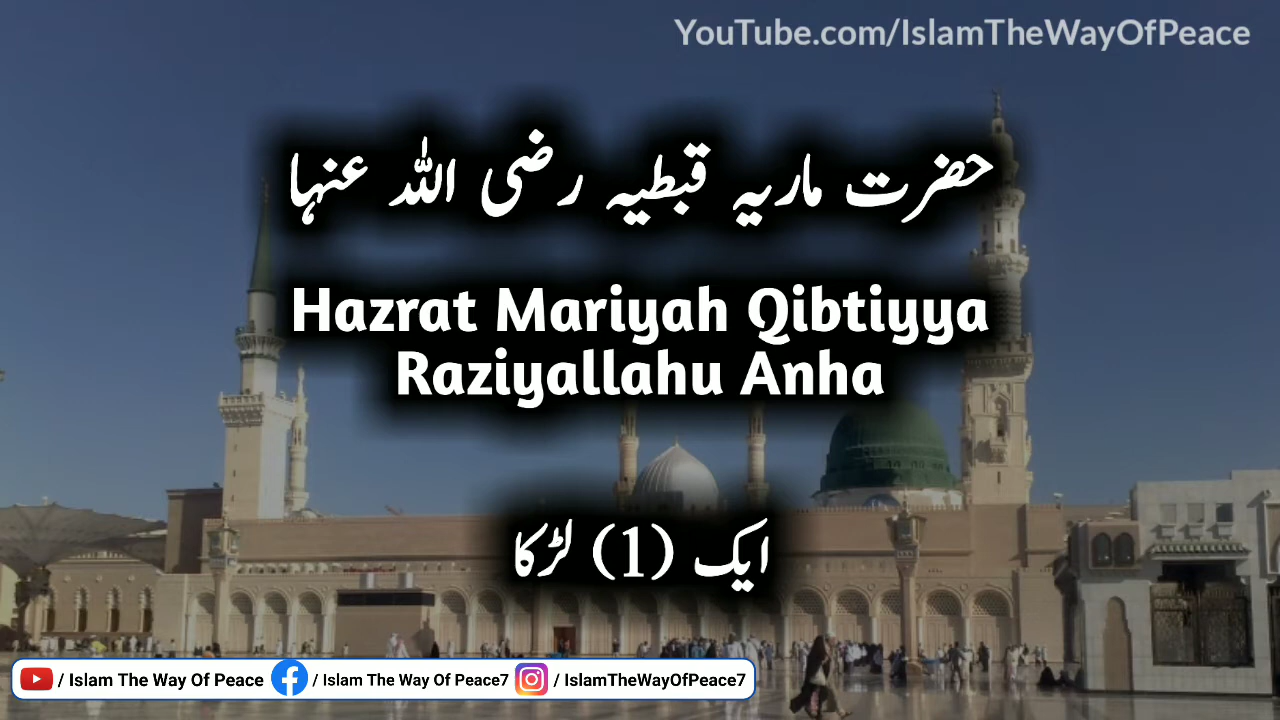 YouTube.com/IslamTheWayOfPeace
حضرت ماریہ قبطیہ رضی اللہ عنہا
Hazrat Mariyah Qibtiyya
Raziyallahu Anha
ایک (1) لڑکا
/ Islam The Way Of Peace / Islam The Way Of Peace7 / IslamTheWayOfPeace7